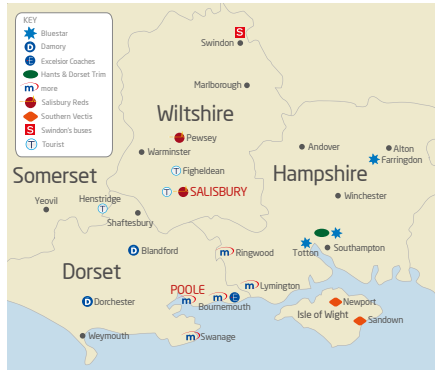 KEY
Bluestar
D Damory
E Excelsior Coaches
Hants & Dorset Trim
m more
Salisbury Reds
Southern Vectis
S Swindon's buses
T Tourist
S
Swindon
Marlborough
Wiltshire
Pewsey
Warminster
Andover
Alton
Farringdon
T Figheldean
Hampshire
Somerset
T SALISBURY
Winchester
Yeovil
Henstridge
T
Shaftesbury
D Blandford
m Ringwood
Totton
Southampton
Dorset
POOLE
m
m E
Bournemouth
m Lymington
D Dorchester
Newport
Isle of Wight
Sandown
Weymouth
m Swanage